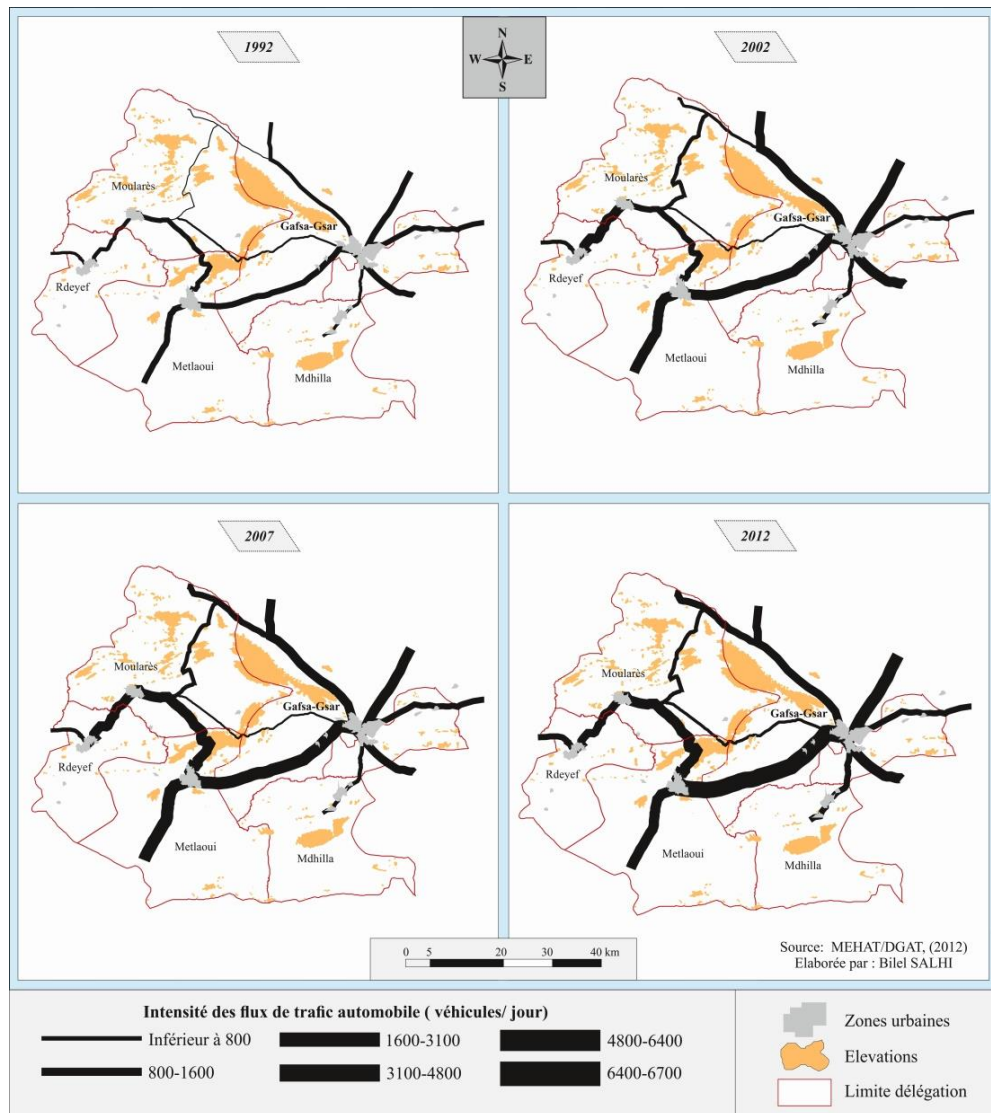 1992
N
W E
S
2002
Moularès
Gafsa-Gsar
Rdeyef
Metlaoui
Mdhilla
Moularès
Gafsa-Gsar
Rdeyef
Metlaoui
Mdhilla
2007
2012
Moularès
Gafsa-Gsar
Rdeyef
Metlaoui
Mdhilla
Moularès
Gafsa-Gsar
Rdeyef
Metlaoui
Mdhilla
0 5 20 30 40 km
Source: MEHAT/DGAT, (2012)
Elaborée par : Bilel SALHI
Intensité des flux de trafic automobile ( véhicules/ jour)
Inférieur à 800
800-1600
1600-3100
3100-4800
4800-6400
6400-6700
Zones urbaines
Elevations
Limite délégation